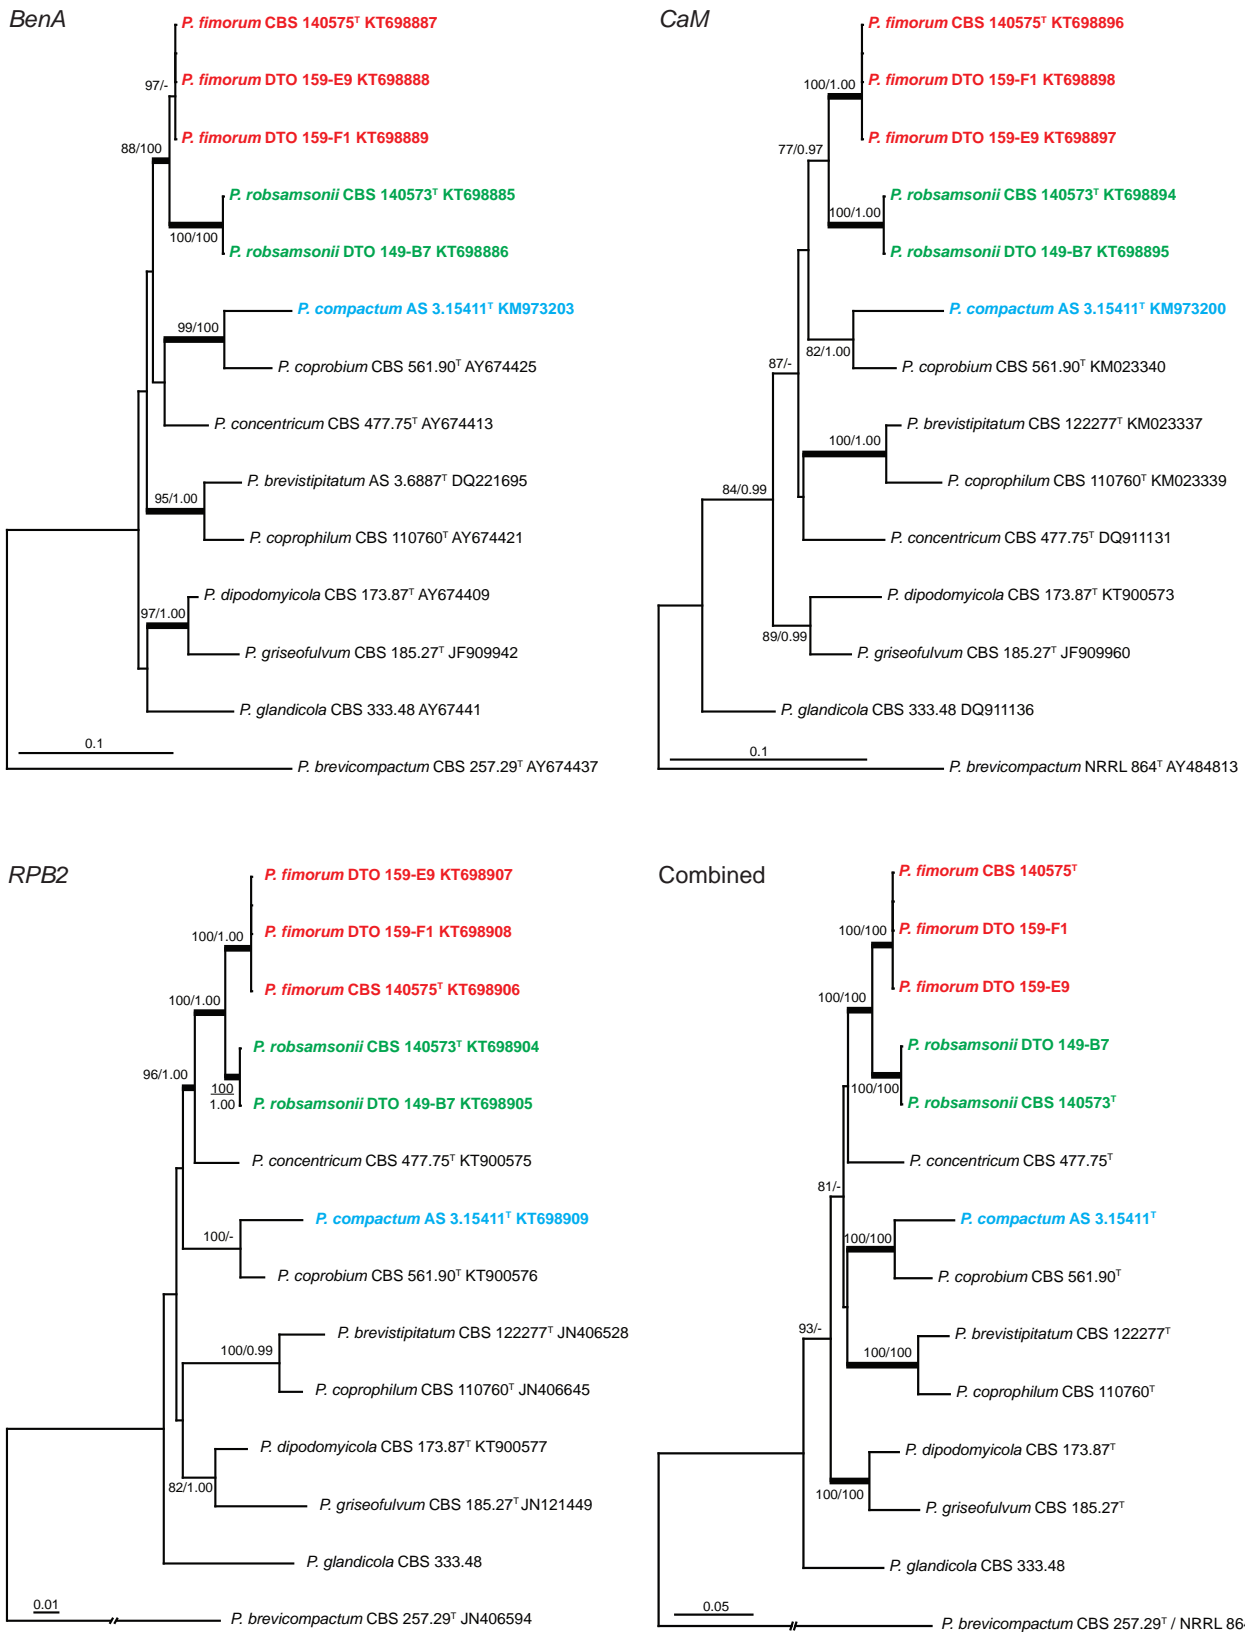 BenA
P. fimorum CBS 140575ᵀ KT698887
P. fimorum DTO 159-E9 KT698888
97/-
P. fimorum DTO 159-F1 KT698889
88/100
P. robsamsonii CBS 140573ᵀ KT698885
100/100
P. robsamsonii DTO 149-B7 KT698886
P. compactum AS 3.15411ᵀ KM973203
99/100
P. coprobium CBS 561.90ᵀ AY674425
P. concentricum CBS 477.75ᵀ AY674413
P. brevistipitatum AS 3.6887ᵀ DQ221695
95/1.00
P. coprophilum CBS 110760ᵀ AY674421
P. dipodomyicola CBS 173.87ᵀ AY674409
97/1.00
P. griseofulvum CBS 185.27ᵀ JF909942
P. glandicola CBS 333.48 AY67441
0.1
P. brevicompactum CBS 257.29ᵀ AY674437
CaM
P. fimorum CBS 140575ᵀ KT698896
100/1.00
P. fimorum DTO 159-F1 KT698898
P. fimorum DTO 159-E9 KT698897
77/0.97
P. robsamsonii CBS 140573ᵀ KT698894
100/1.00
P. robsamsonii DTO 149-B7 KT698895
P. compactum AS 3.15411ᵀ KM973200
82/1.00
87/-
P. coprobium CBS 561.90ᵀ KM023340
P. brevistipitatum CBS 122277ᵀ KM023337
100/1.00
P. coprophilum CBS 110760ᵀ KM023339
84/0.99
P. concentricum CBS 477.75ᵀ DQ911131
P. dipodomyicola CBS 173.87ᵀ KT900573
89/0.99
P. griseofulvum CBS 185.27ᵀ JF909960
P. glandicola CBS 333.48 DQ911136
0.1
P. brevicompactum NRRL 864ᵀ AY484813
RPB2
P. fimorum DTO 159-E9 KT698907
P. fimorum DTO 159-F1 KT698908
100/1.00
P. fimorum CBS 140575ᵀ KT698906
100/1.00
P. robsamsonii CBS 140573ᵀ KT698904
96/1.00
100
1.00
P. robsamsonii DTO 149-B7 KT698905
P. concentricum CBS 477.75ᵀ KT900575
P. compactum AS 3.15411ᵀ KT698909
100/-
P. coprobium CBS 561.90ᵀ KT900576
P. brevistipitatum CBS 122277ᵀ JN406528
100/0.99
P. coprophilum CBS 110760ᵀ JN406645
P. dipodomyicola CBS 173.87ᵀ KT900577
82/1.00
P. griseofulvum CBS 185.27ᵀ JN121449
P. glandicola CBS 333.48
0.01
P. brevicompactum CBS 257.29ᵀ JN406594
Combined
P. fimorum CBS 140575ᵀ
P. fimorum DTO 159-F1
100/100
P. fimorum DTO 159-E9
100/100
P. robsamsonii DTO 149-B7
100/100
P. robsamsonii CBS 140573ᵀ
P. concentricum CBS 477.75ᵀ
81/-
P. compactum AS 3.15411ᵀ
100/100
P. coprobium CBS 561.90ᵀ
P. brevistipitatum CBS 122277ᵀ
93/-
100/100
P. coprophilum CBS 110760ᵀ
P. dipodomyicola CBS 173.87ᵀ
100/100
P. griseofulvum CBS 185.27ᵀ
P. glandicola CBS 333.48
0.05
P. brevicompactum CBS 257.29ᵀ / NRRL